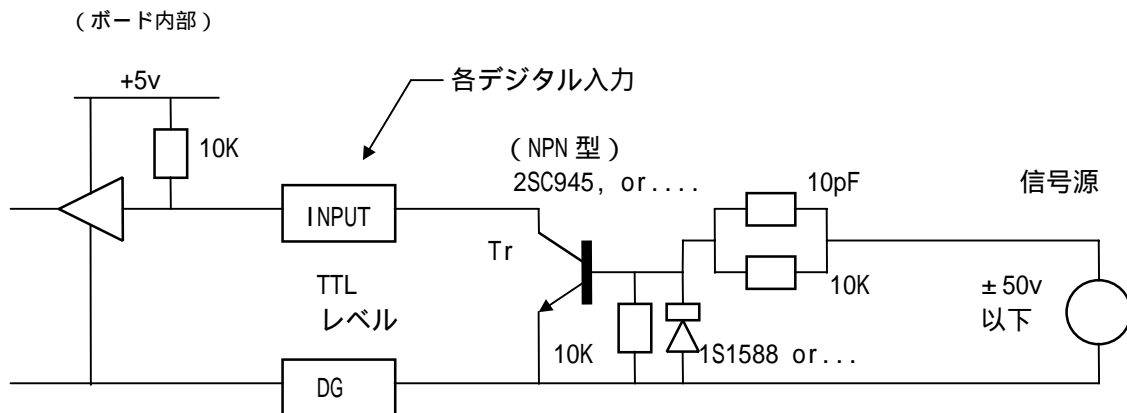 (ボード内部)
+5v
各デジタル入力
10K
(NPN 型)
2SC945, or....
10pF
信号源
INPUT
Tr
TTL
レベル
10K
±50v
以下
10K
1S1588 or...
DG